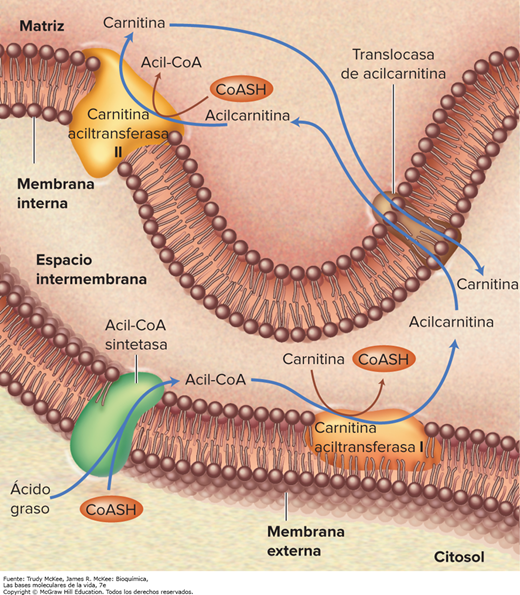 Matriz
Carnitina
Acil-CoA
CoASH
Translocasa
de acilcarnitina
Carnitina
aciltransferasa
II
Acilcarnitina
Membrana
interna
Espacio
intermembrana
Carnitina
Acilcarnitina
Acil-CoA
sintetasa
Acil-CoA
Carnitina
CoASH
Carnitina
aciltransferasa I
Ácido
graso
CoASH
Membrana
externa
Citosol
Fuente: Trudy McKee, James R. McKee: Bioquímica,
Las bases moleculares de la vida, 7e
Copyright © McGraw Hill Education. Todos los derechos reservados.